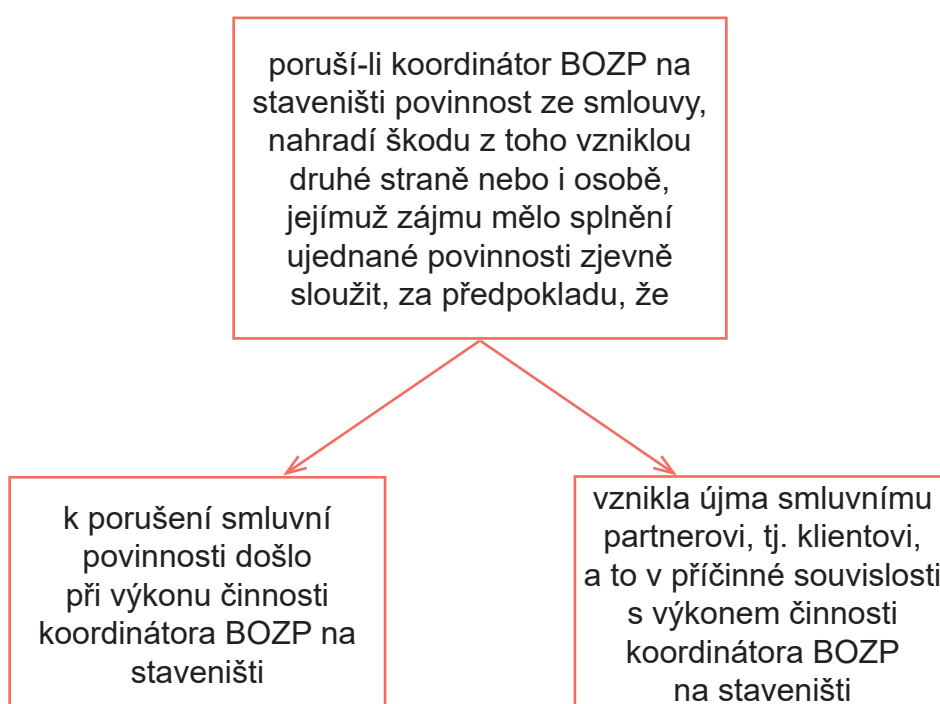 poruší-li koordinátor BOZP na
staveništi povinnost ze smlouvy,
nahradí škodu z toho vzniklou
druhé straně nebo i osobě,
jejímuž zájmu mělo splnění
ujednané povinnosti zjevně
sloužit, za předpokladu, že
k porušení smluvní
povinnosti došlo
při výkonu činnosti
koordinátora BOZP na
staveništi
vznikla újma smluvnímu
partnerovi, tj. klientovi,
a to v příčinné souvislosti
s výkonem činnosti
koordinátora BOZP
na staveništi